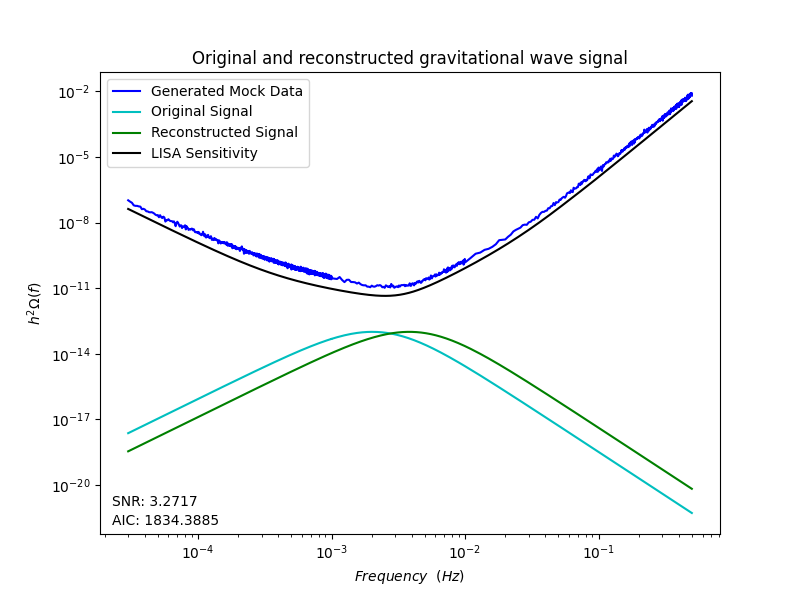 Original and reconstructed gravitational wave signal
Generated Mock Data
Original Signal
Reconstructed Signal
LISA Sensitivity
10⁻²
10⁻⁵
10⁻⁸
10⁻¹¹
10⁻¹⁴
10⁻¹⁷
10⁻²⁰
h²Ω(f)
SNR: 3.2717
AIC: 1834.3885
10⁻⁴ 10⁻³ 10⁻² 10⁻¹
Frequency (Hz)